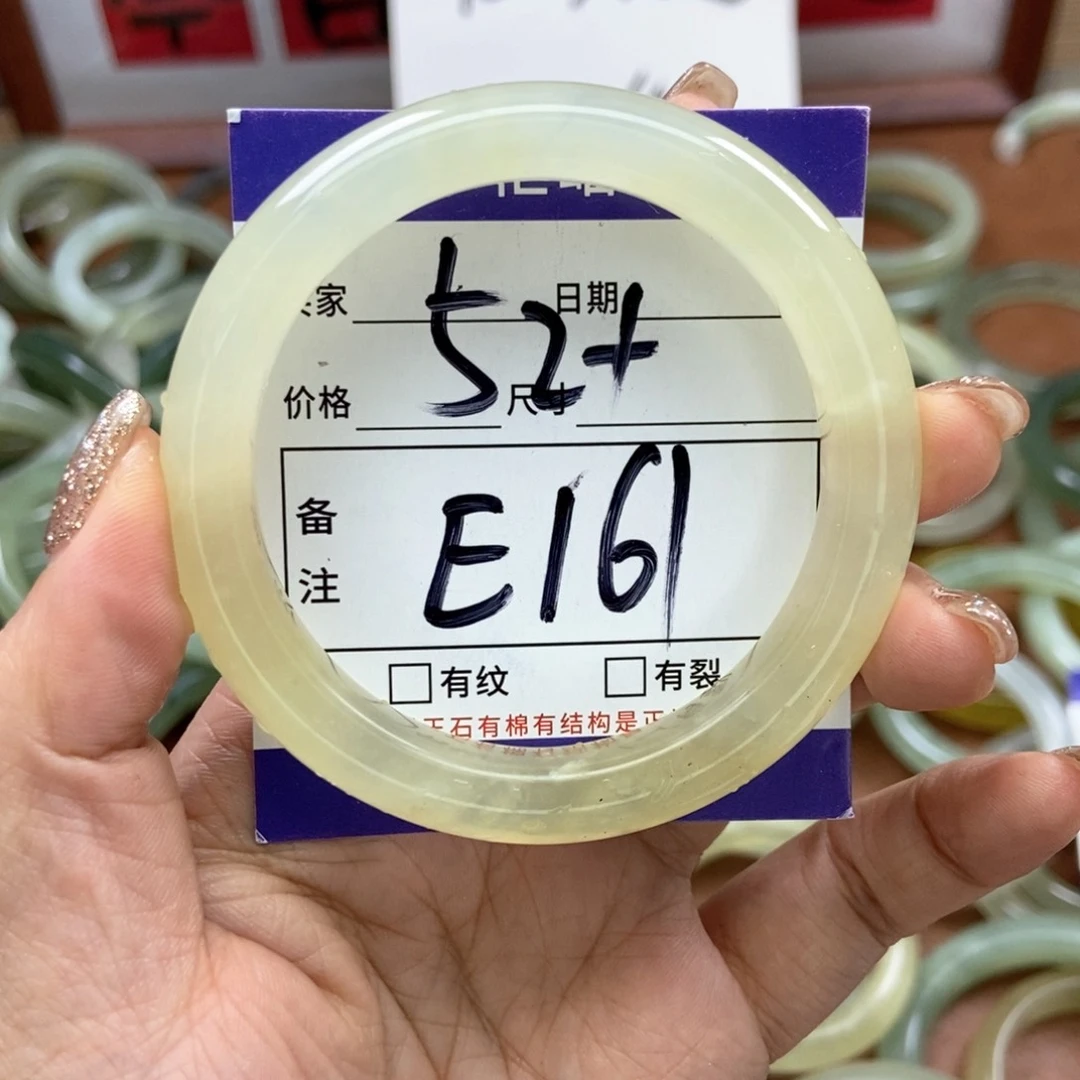 家 日期
52+
价格 尺寸
备注
E161
有纹 有裂
石有棉有结构是正